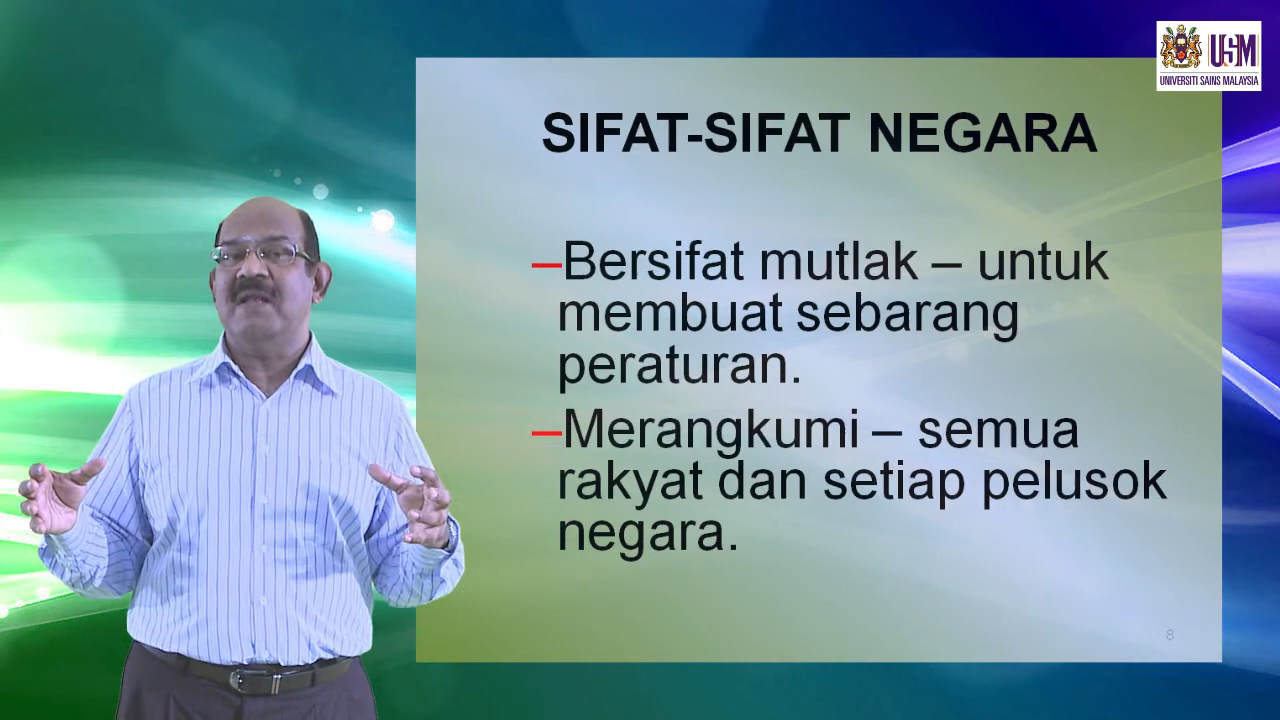 USM
UNIVERSITI SAINS MALAYSIA
SIFAT-SIFAT NEGARA
–Bersifat mutlak – untuk
membuat sebarang
peraturan.
–Merangkumi – semua
rakyat dan setiap pelusok
negara.
8